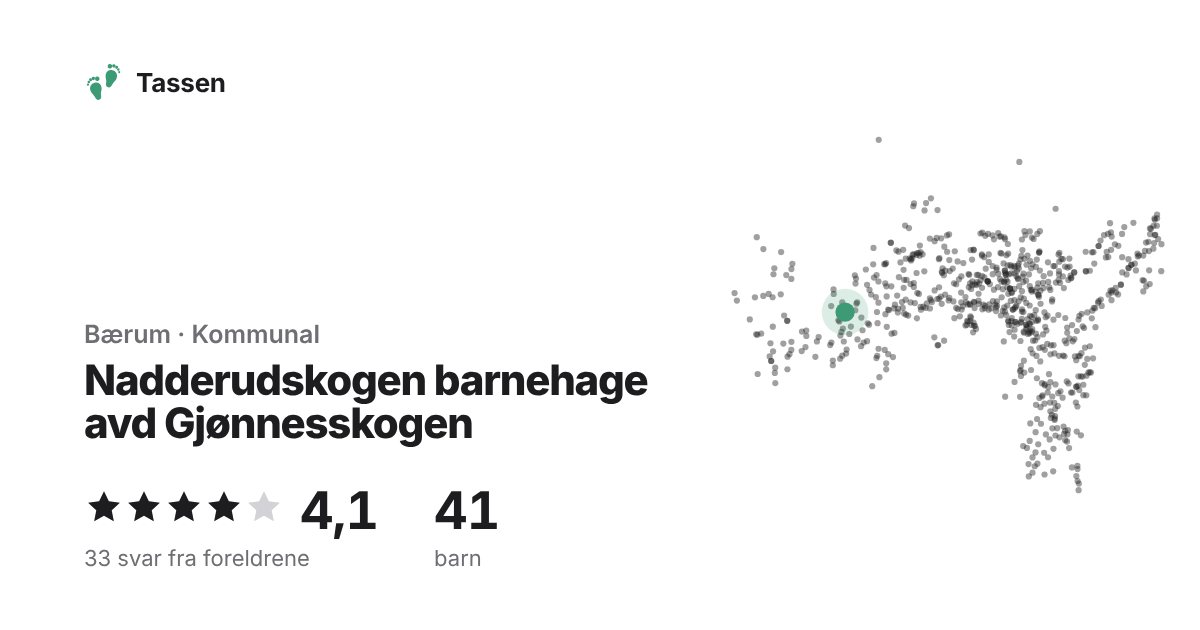 Tassen
Bærum · Kommunal
Nadderudskogen barnehage
avd Gjønnesskogen
4,1
41
33 svar fra foreldrene
barn